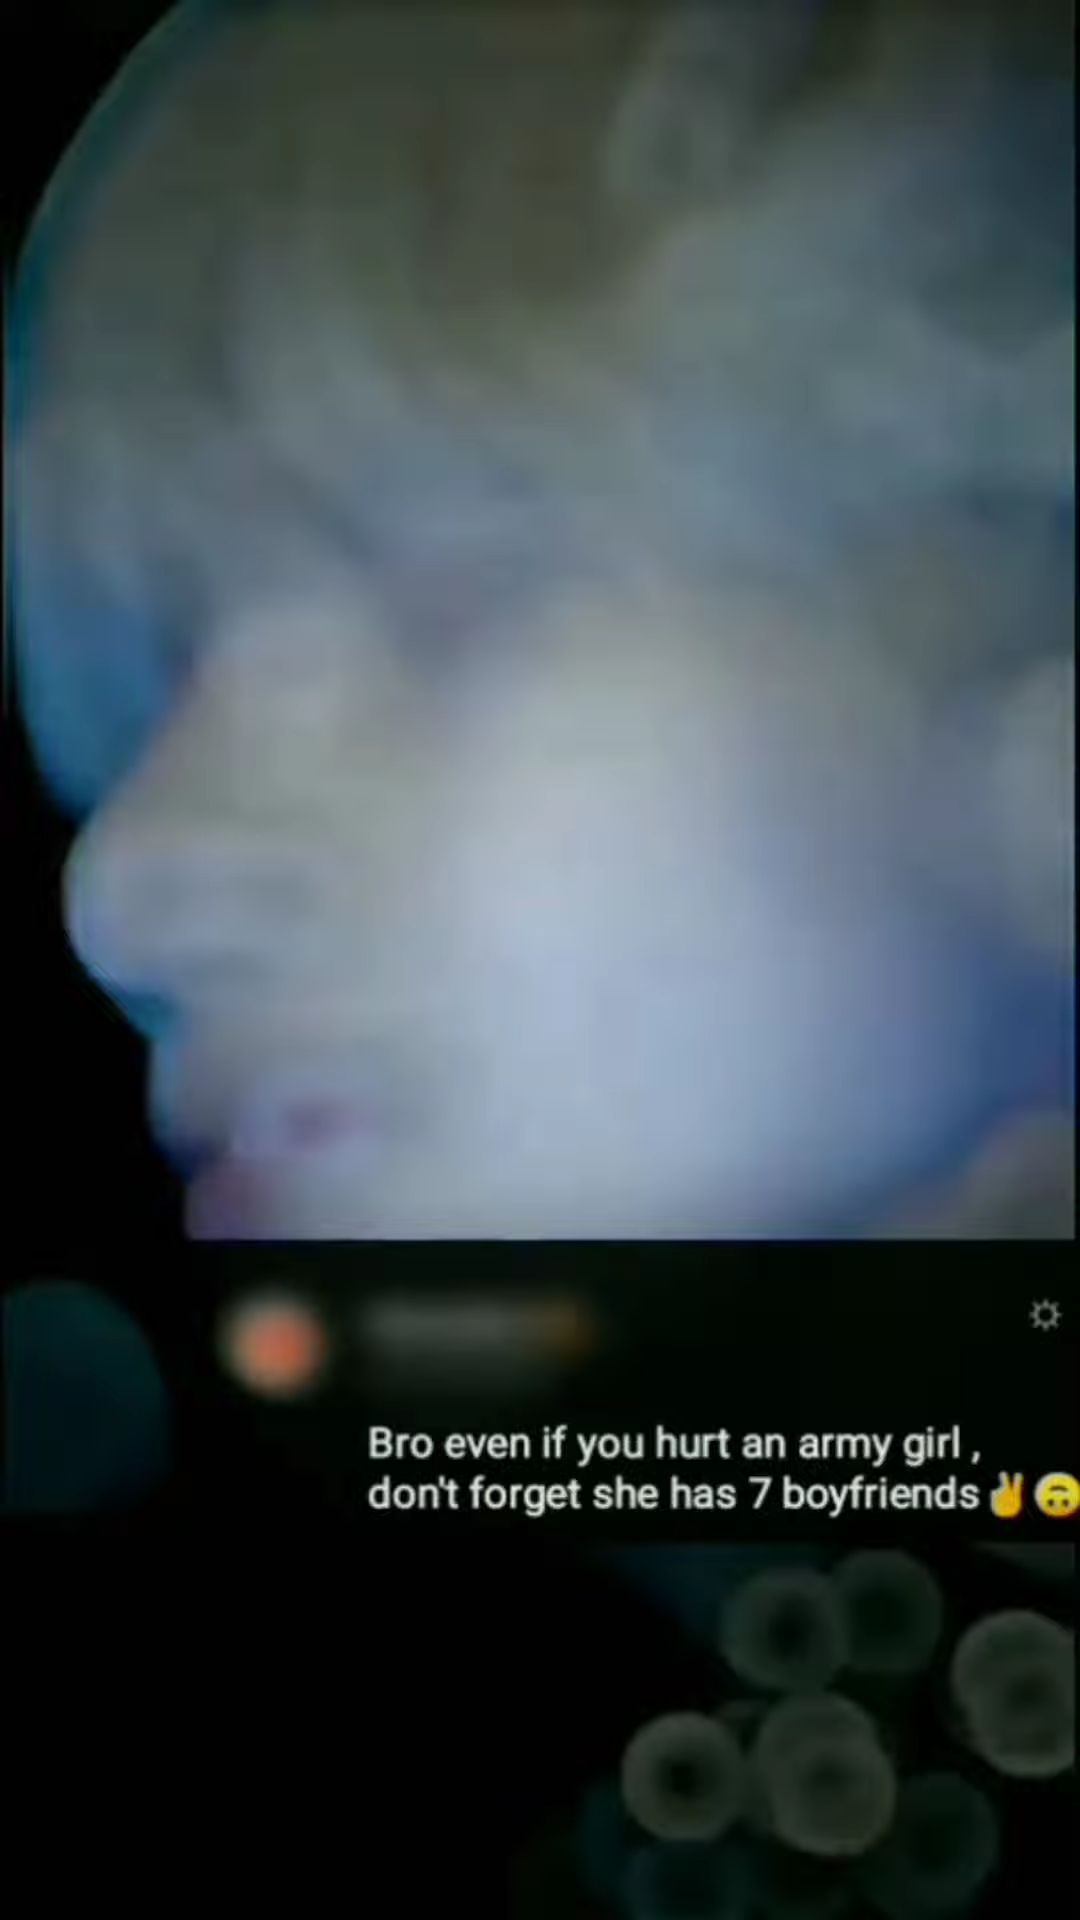 Bro even if you hurt an army girl ,
don't forget she has 7 boyfriends✌️🙃